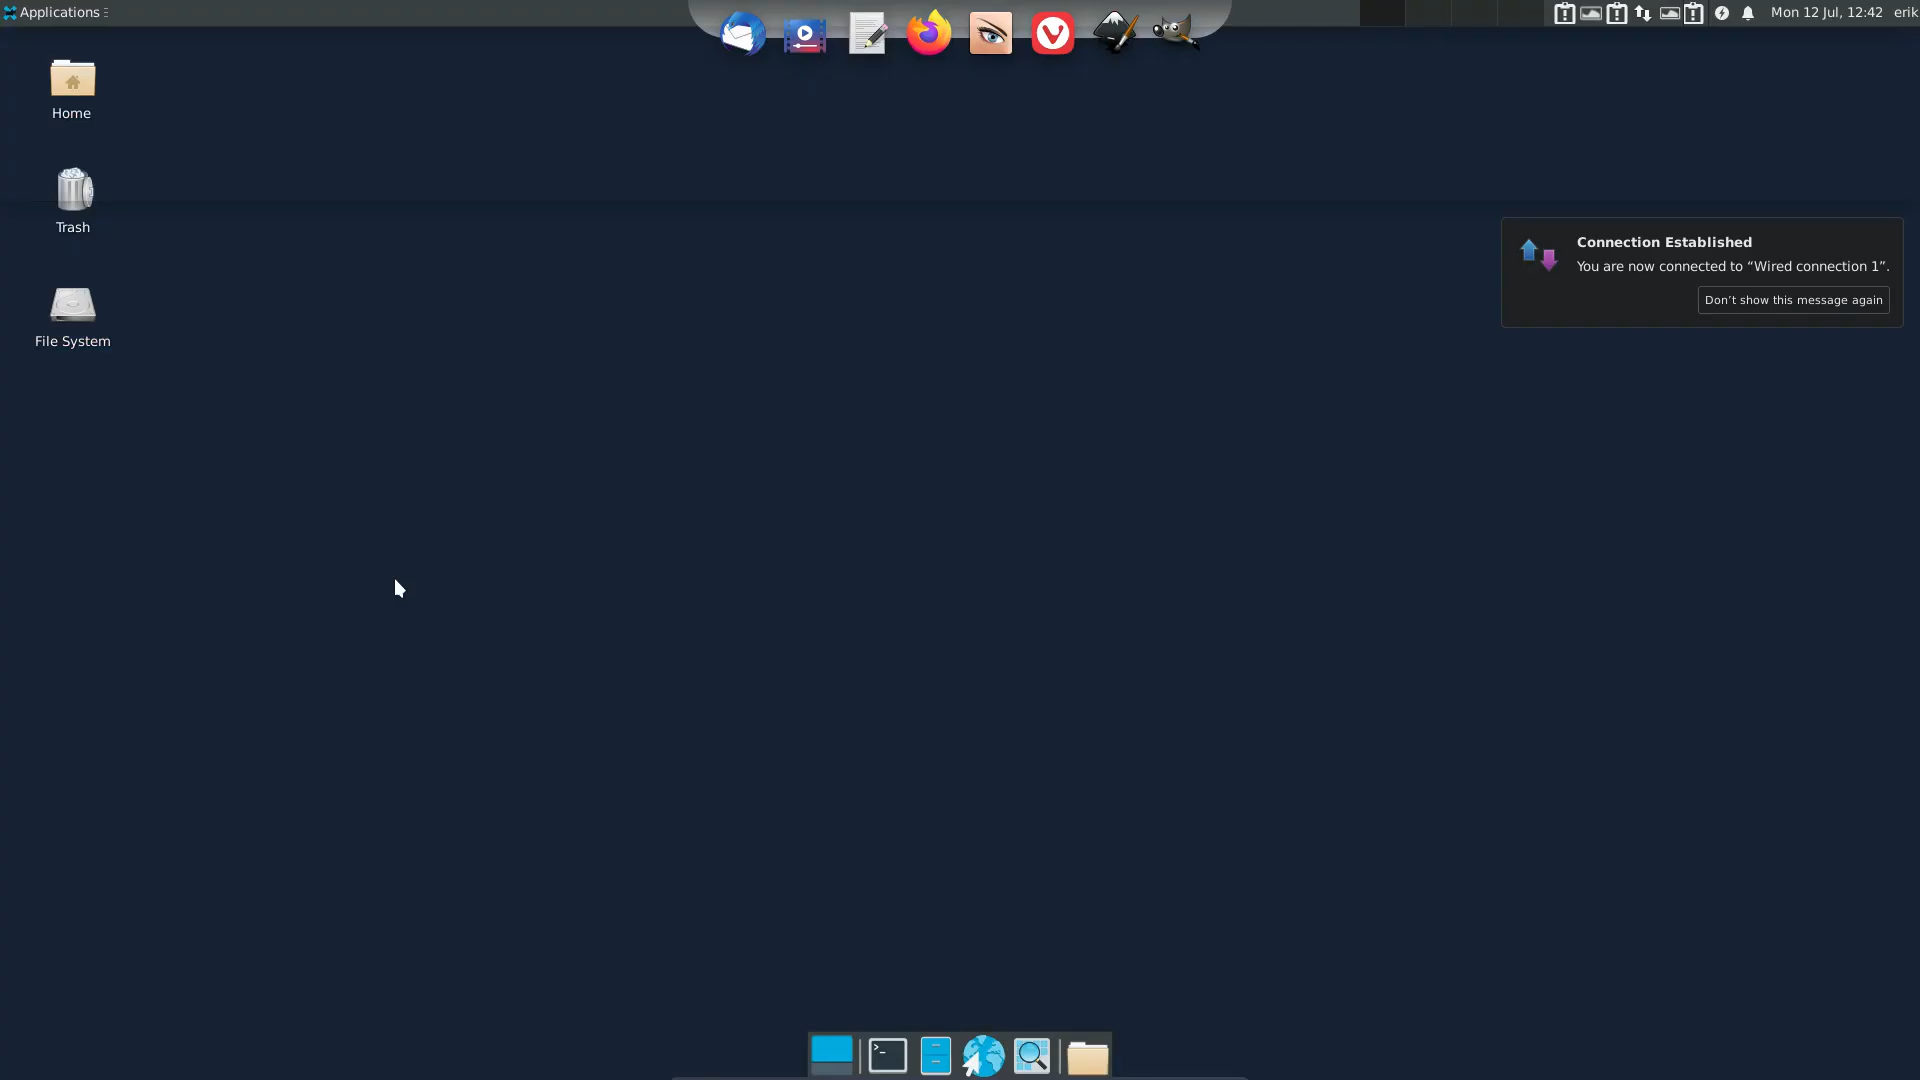 Applications
Mon 12 Jul, 12:42 erik
Home
Trash
File System
Connection Established
You are now connected to “Wired connection 1”.
Don’t show this message again